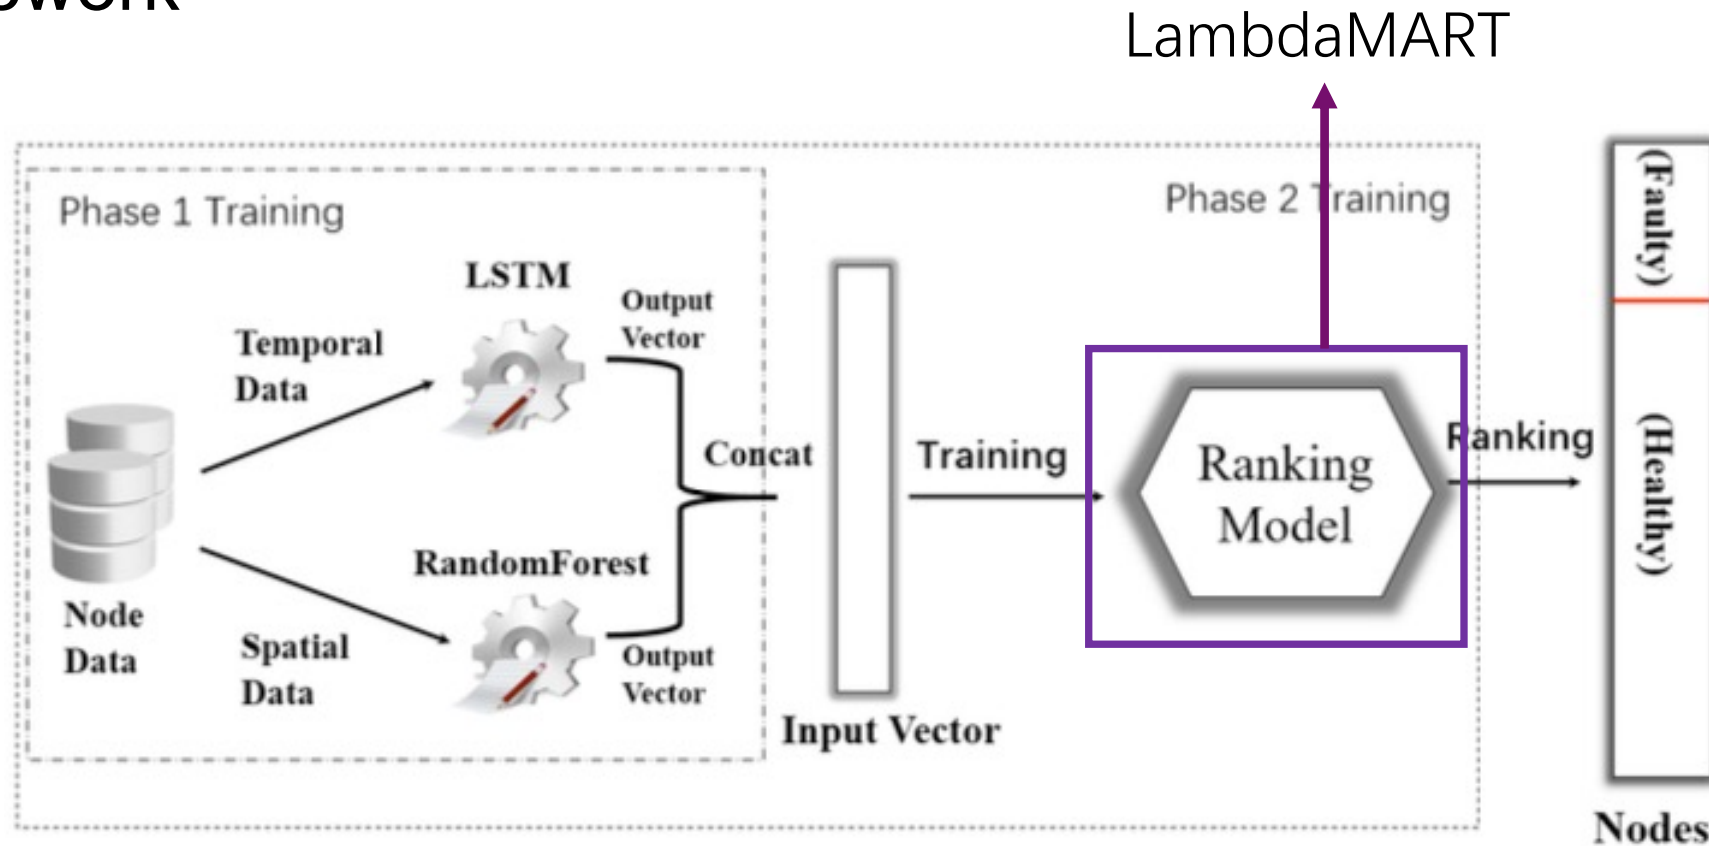 LambdaMART
Phase 1 Training
Phase 2 Training
(Faulty)
LSTM
Output
Vector
Temporal
Data
Concat
Training
Ranking
Model
Ranking
(Healthy)
RandomForest
Node
Data
Spatial
Data
Output
Vector
Input Vector
Nodes